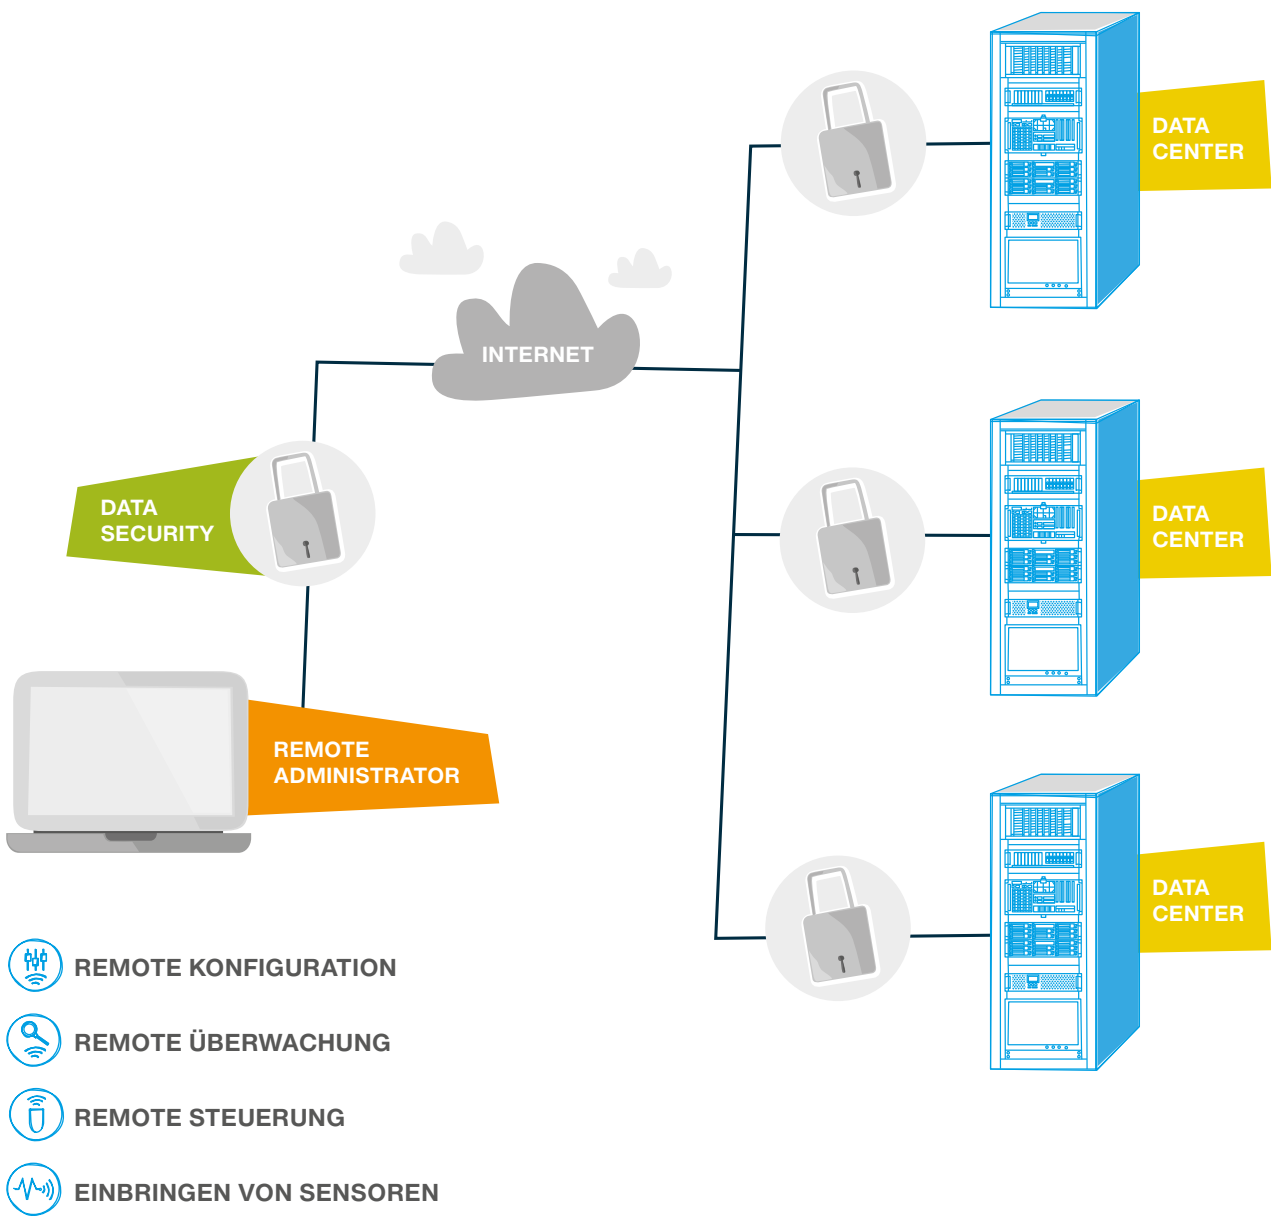 DATA
CENTER
INTERNET
DATA
SECURITY
DATA
CENTER
REMOTE
ADMINISTRATOR
DATA
CENTER
REMOTE KONFIGURATION
REMOTE ÜBERWACHUNG
REMOTE STEUERUNG
EINBRINGEN VON SENSOREN